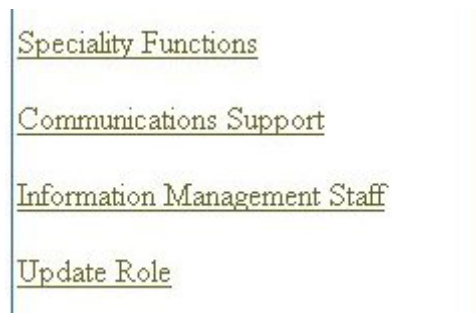 Speciality Functions
Communications Support
Information Management Staff
Update Role